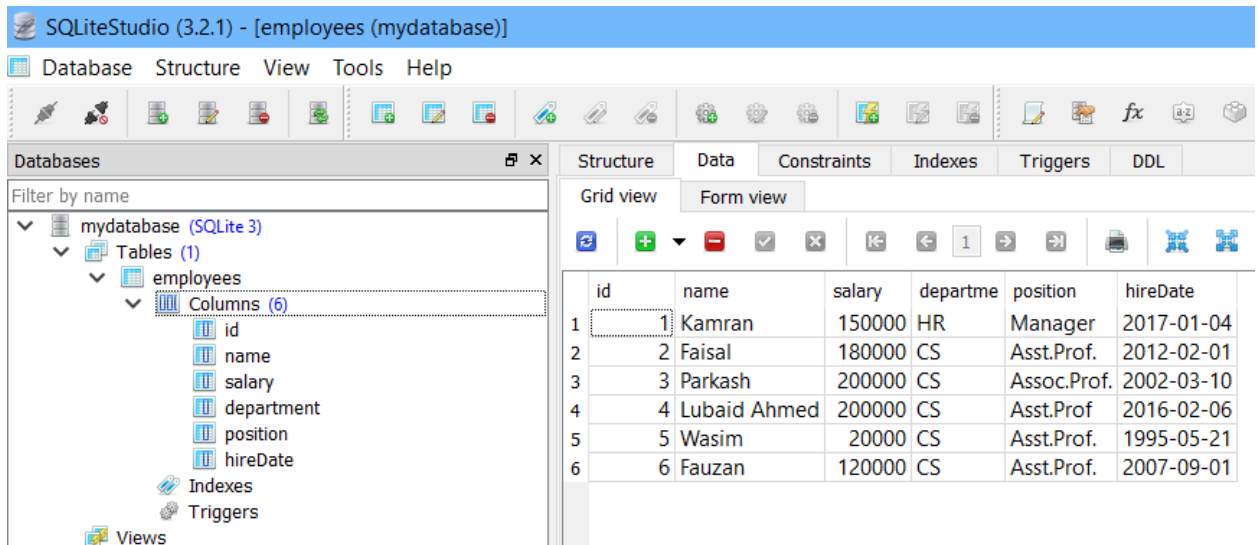 SQLiteStudio (3.2.1) - [employees (mydatabase)]
Database Structure View Tools Help
fx a-z
Databases
Filter by name
mydatabase (SQLite 3)
Tables (1)
employees
Columns (6)
id
name
salary
department
position
hireDate
Indexes
Triggers
Views
Structure Data Constraints Indexes Triggers DDL
Grid view Form view
1
id name salary departme position hireDate
1 1 Kamran 150000 HR Manager 2017-01-04
2 2 Faisal 180000 CS Asst.Prof. 2012-02-01
3 3 Parkash 200000 CS Assoc.Prof. 2002-03-10
4 4 Lubaid Ahmed 200000 CS Asst.Prof 2016-02-06
5 5 Wasim 20000 CS Asst.Prof. 1995-05-21
6 6 Fauzan 120000 CS Asst.Prof. 2007-09-01